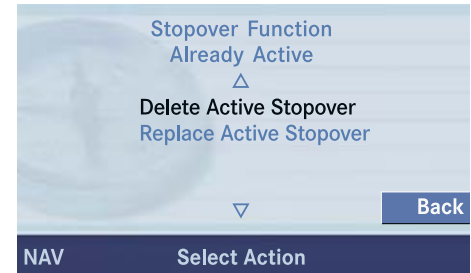 Stopover Function
Already Active
Delete Active Stopover
Replace Active Stopover
Back
NAV Select Action